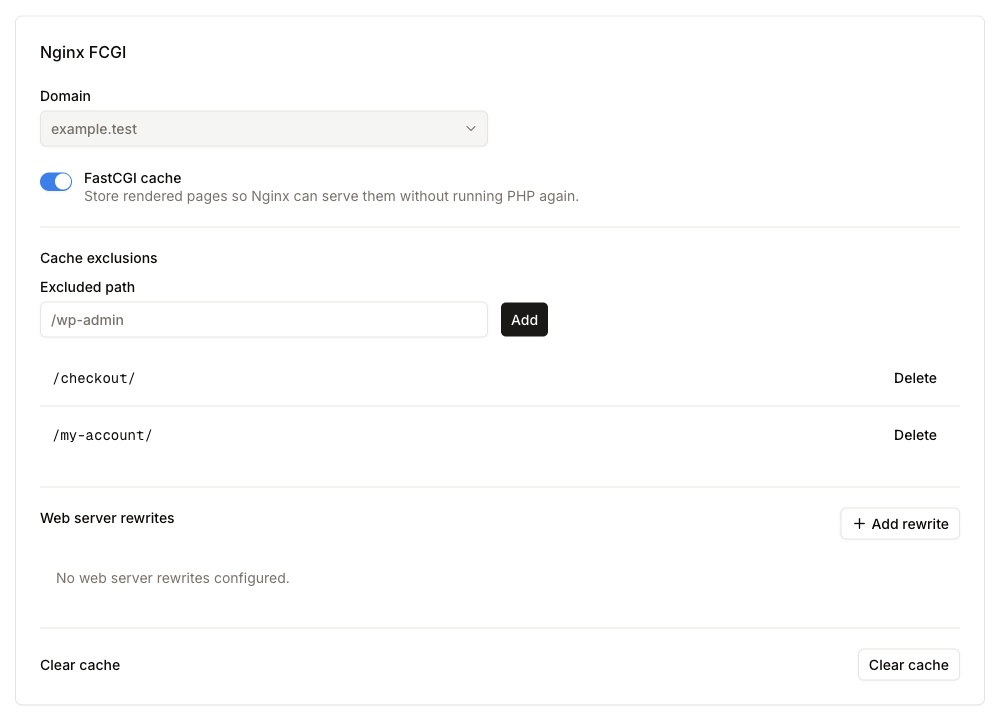 Nginx FCGI
Domain
example.test
FastCGI cache
Store rendered pages so Nginx can serve them without running PHP again.
Cache exclusions
Excluded path
/wp-admin
Add
/checkout/
Delete
/my-account/
Delete
Web server rewrites
+ Add rewrite
No web server rewrites configured.
Clear cache
Clear cache